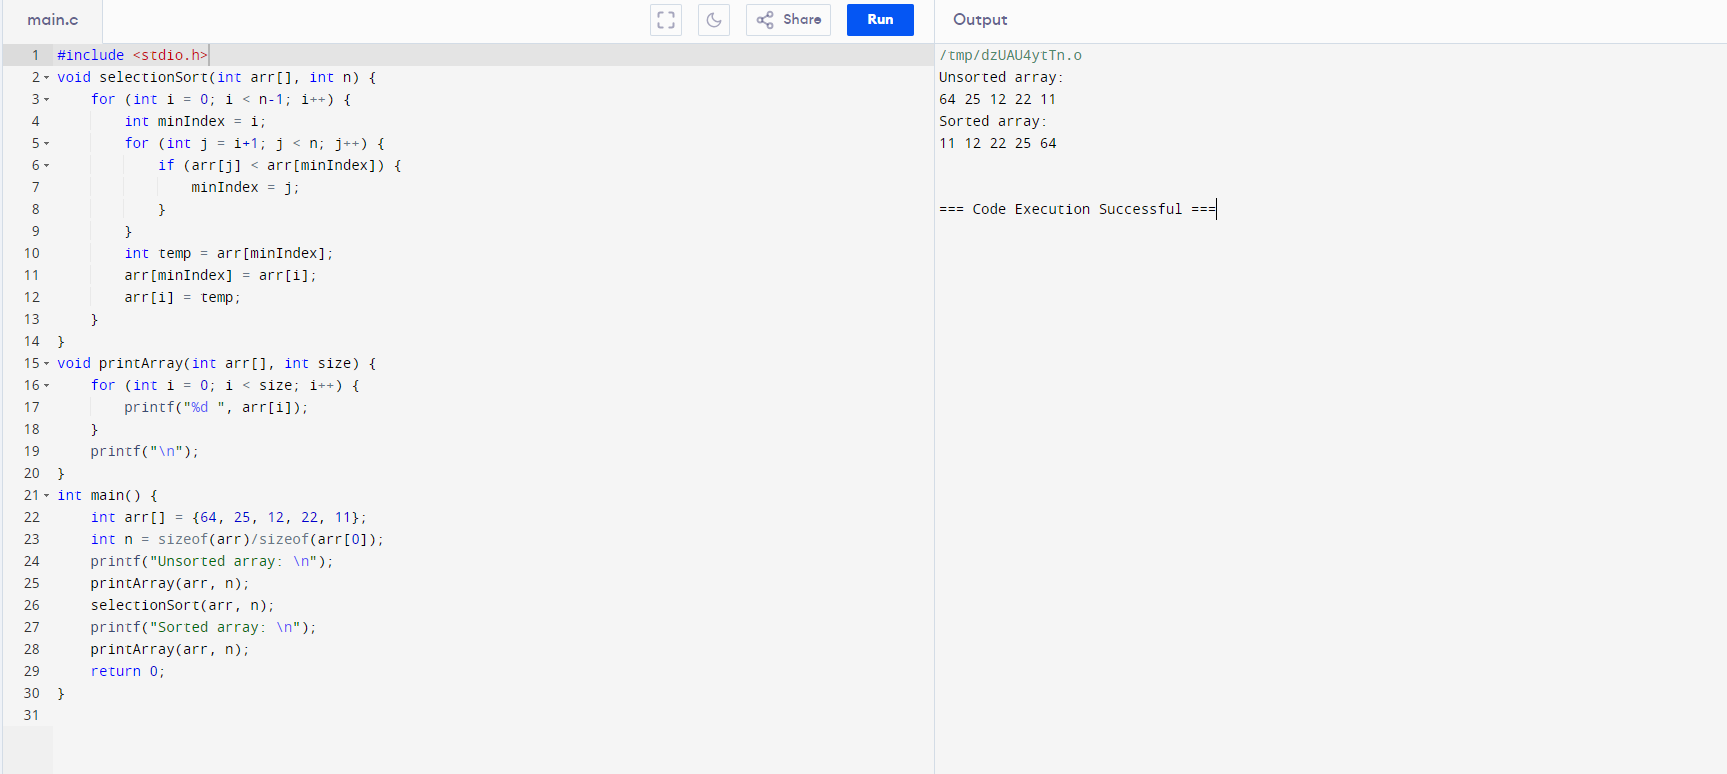 main.c
Share
Run
Output
1 #include <stdio.h>
2 void selectionSort(int arr[], int n) {
3     for (int i = 0; i < n-1; i++) {
4         int minIndex = i;
5         for (int j = i+1; j < n; j++) {
6             if (arr[j] < arr[minIndex]) {
7                 minIndex = j;
8             }
9         }
10         int temp = arr[minIndex];
11         arr[minIndex] = arr[i];
12         arr[i] = temp;
13     }
14 }
15 void printArray(int arr[], int size) {
16     for (int i = 0; i < size; i++) {
17         printf("%d ", arr[i]);
18     }
19     printf("\n");
20 }
21 int main() {
22     int arr[] = {64, 25, 12, 22, 11};
23     int n = sizeof(arr)/sizeof(arr[0]);
24     printf("Unsorted array: \n");
25     printArray(arr, n);
26     selectionSort(arr, n);
27     printf("Sorted array: \n");
28     printArray(arr, n);
29     return 0;
30 }
31
/tmp/dzUAU4ytTn.o
Unsorted array:
64 25 12 22 11
Sorted array:
11 12 22 25 64
=== Code Execution Successful ===